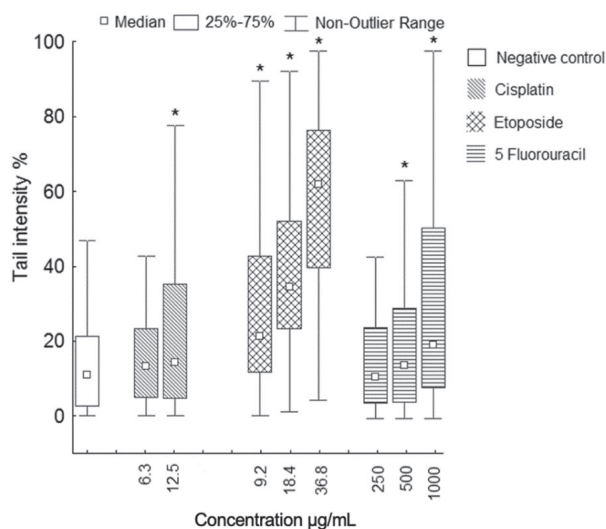 Median 25%-75% Non-Outlier Range
Negative control
Cisplatin
Etoposide
5 Fluorouracil
Tail intensity %
100
80
60
40
20
0
* * * * * *
6.3 12.5 9.2 18.4 36.8 250 500 1000
Concentration µg/mL